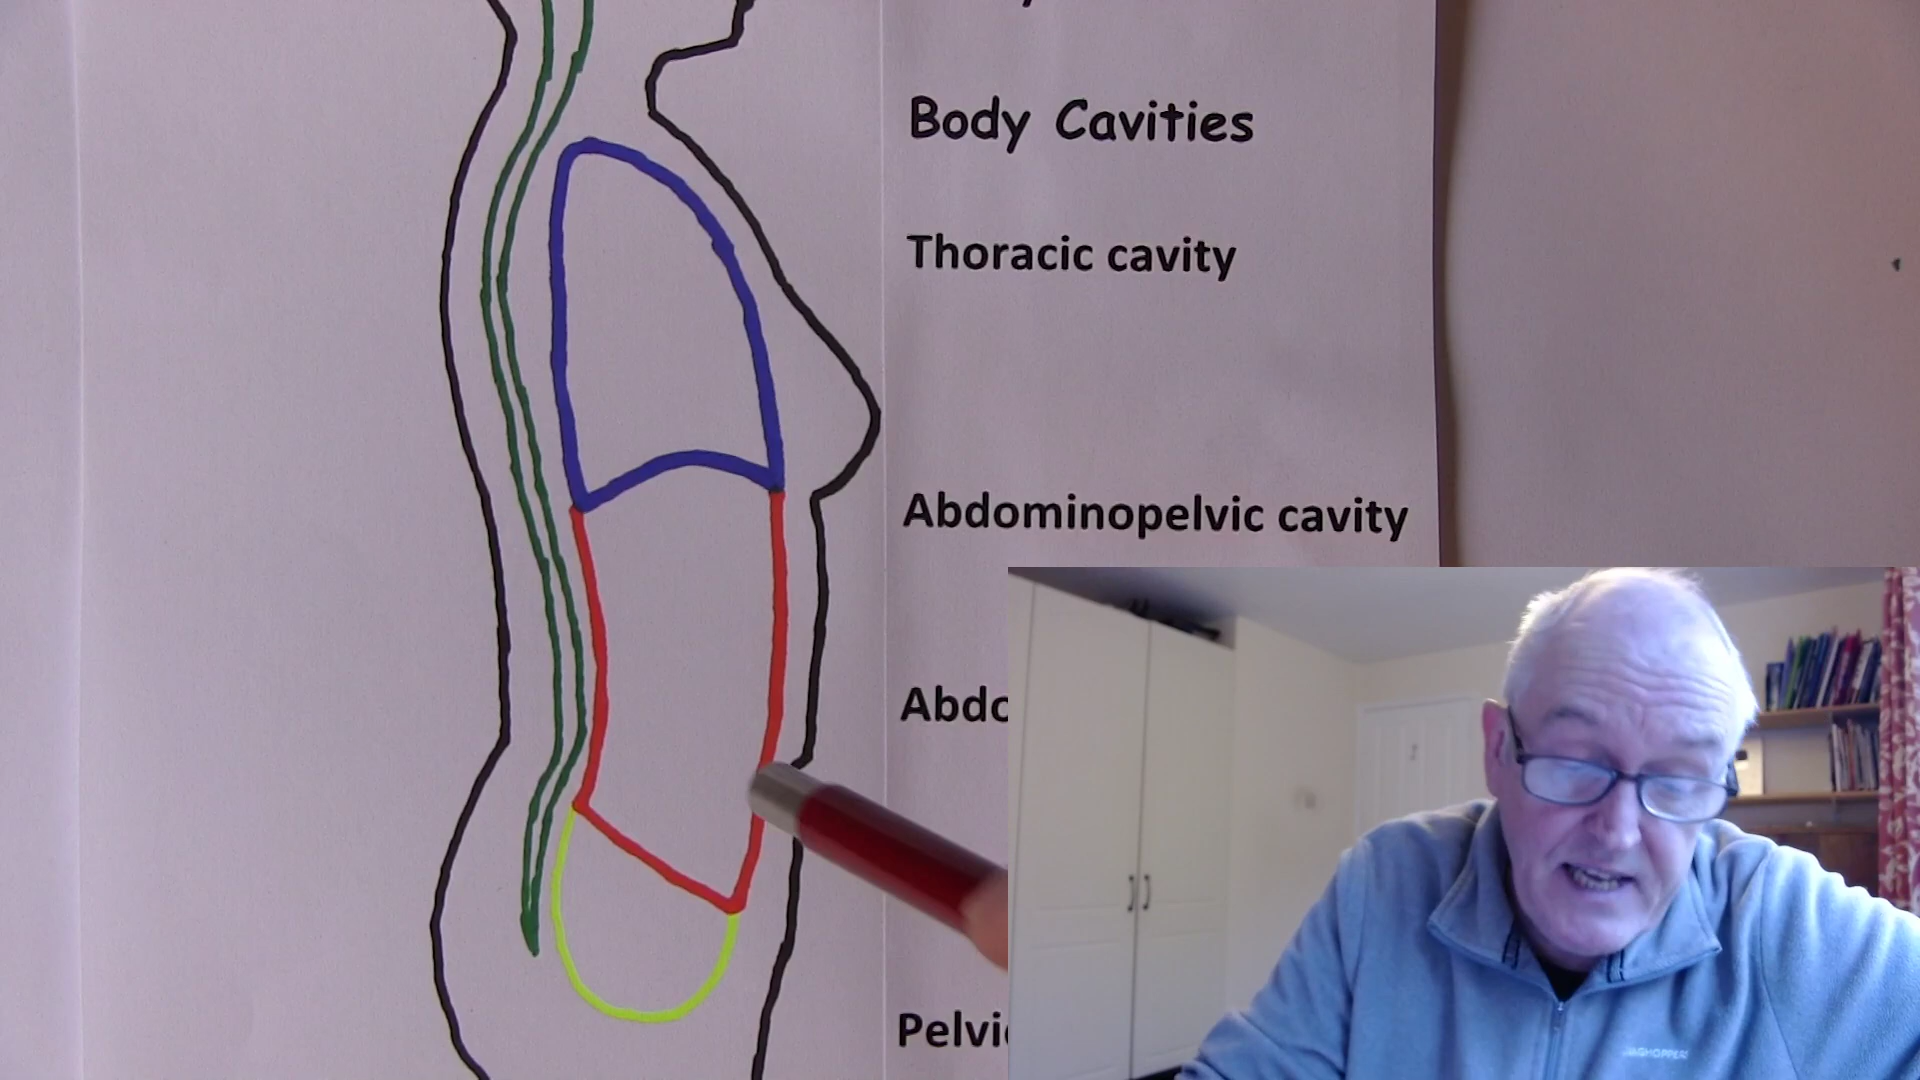 Body Cavities
Thoracic cavity
Abdominopelvic cavity
Abdo
Pelvi